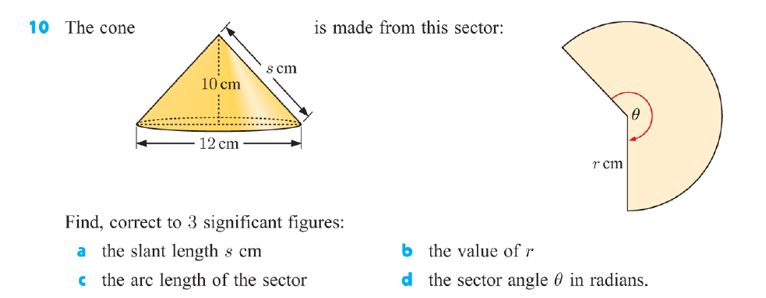 10 The cone is made from this sector:
s cm
10 cm
12 cm
θ
r cm
Find, correct to 3 significant figures:
a the slant length s cm b the value of r
c the arc length of the sector d the sector angle θ in radians.